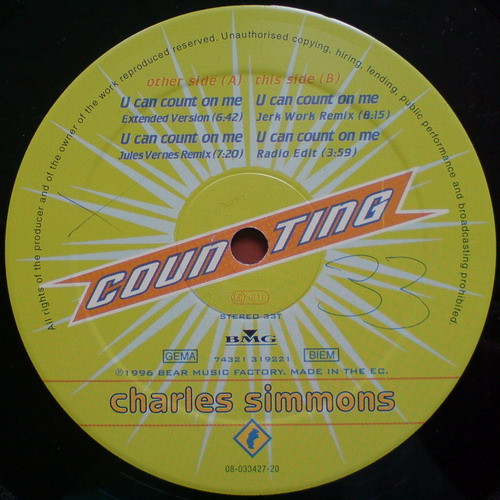 All rights of the producer and of the owner of the work reproduced reserved. Unauthorised copying, hiring, lending, public performance and broadcasting prohibited.
other side (A) this side (B)
U can count on me U can count on me
Extended Version (6:42) Jerk Work Remix (8:15)
U can count on me U can count on me
Jules Vernes Remix (7:20) Radio Edit (3:59)
COUNTING
33
STEREO 33T
BMG
GEMA 74321 319221 BIEM
℗1996 BEAR MUSIC FACTORY. MADE IN THE EC.
charles simmons
08-033427-20